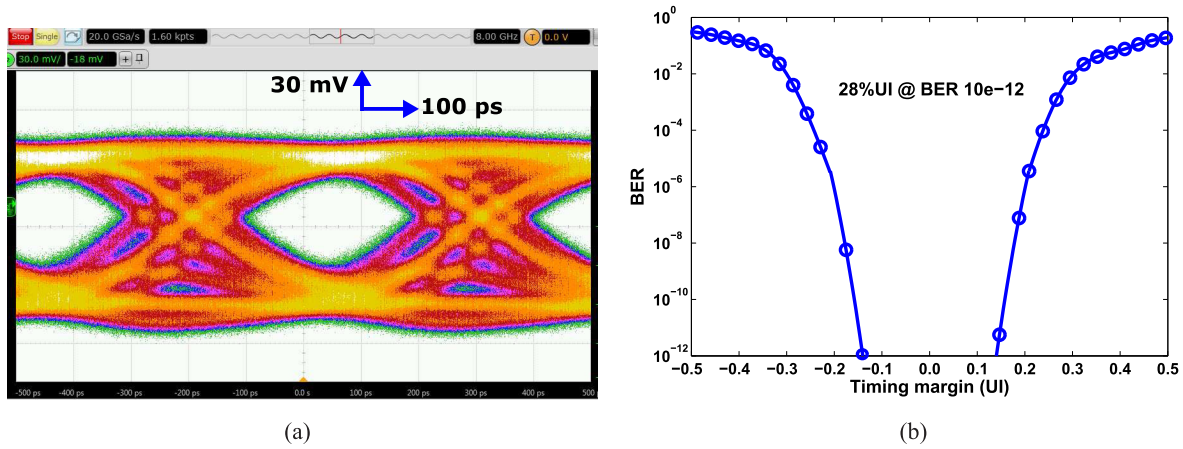 Stop Single 20.0 GSa/s 1.60 kpts 8.00 GHz T 0.0 V
30.0 mV/ -18 mV +
30 mV
100 ps
-500 ps -400 ps -300 ps -200 ps -100 ps 0.0 s 100 ps 200 ps 300 ps 400 ps 500
(a)
10^0
10^−2
10^−4
10^−6
10^−8
10^−10
10^−12
BER
28%UI @ BER 10e−12
−0.5 −0.4 −0.3 −0.2 −0.1 0.0 0.1 0.2 0.3 0.4 0.5
Timing margin (UI)
(b)